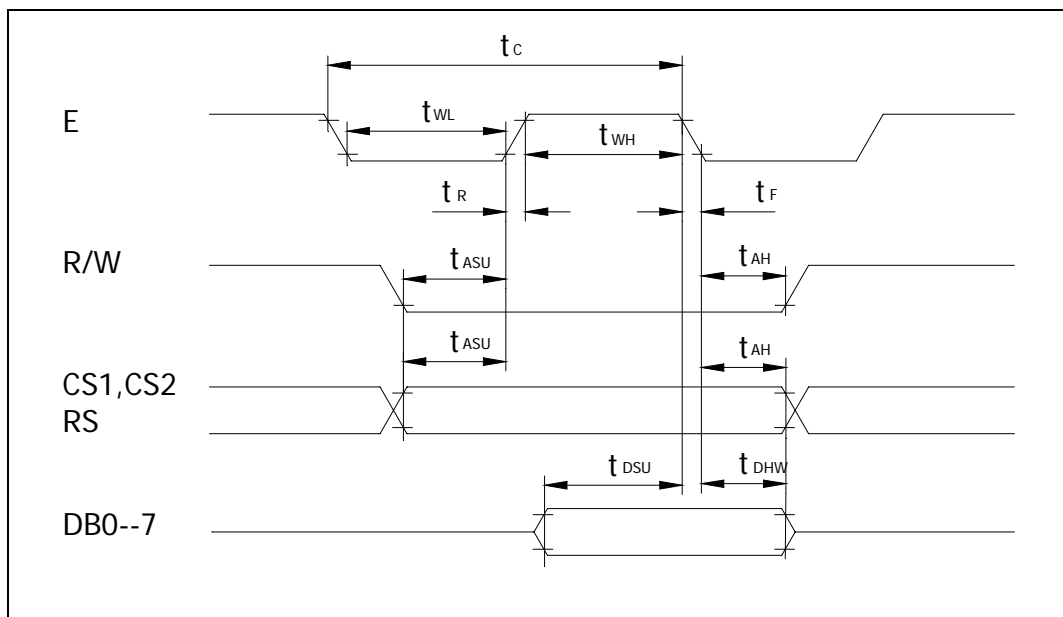 tC
E
tWL
tWH
tR
tF
R/W
tASU
tAH
tASU
tAH
CS1,CS2
RS
tDSU
tDHW
DB0--7